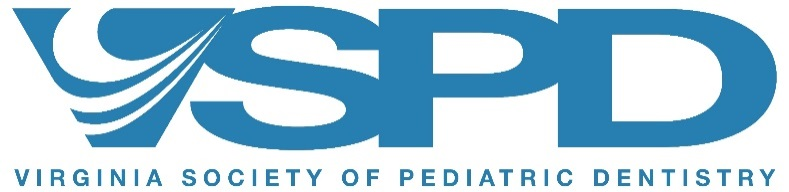 VSPD
VIRGINIA SOCIETY OF PEDIATRIC DENTISTRY